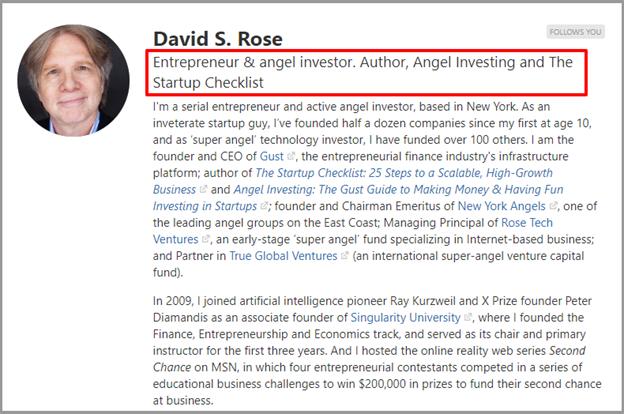 David S. Rose
FOLLOWS YOU
Entrepreneur & angel investor. Author, Angel Investing and The
Startup Checklist
I'm a serial entrepreneur and active angel investor, based in New York. As an
inveterate startup guy, I've founded half a dozen companies since my first at age 10,
and as 'super angel' technology investor, I have funded over 100 others. I am the
founder and CEO of Gust, the entrepreneurial finance industry's infrastructure
platform; author of The Startup Checklist: 25 Steps to a Scalable, High-Growth
Business and Angel Investing: The Gust Guide to Making Money & Having Fun
Investing in Startups; founder and Chairman Emeritus of New York Angels, one of
the leading angel groups on the East Coast; Managing Principal of Rose Tech
Ventures, an early-stage 'super angel' fund specializing in Internet-based business;
and Partner in True Global Ventures (an international super-angel venture capital
fund).
In 2009, I joined artificial intelligence pioneer Ray Kurzweil and X Prize founder Peter
Diamandis as an associate founder of Singularity University, where I founded the
Finance, Entrepreneurship and Economics track, and served as its chair and primary
instructor for the first three years. And I hosted the online reality web series Second
Chance on MSN, in which four entrepreneurial contestants competed in a series of
educational business challenges to win $200,000 in prizes to fund their second chance
at business.